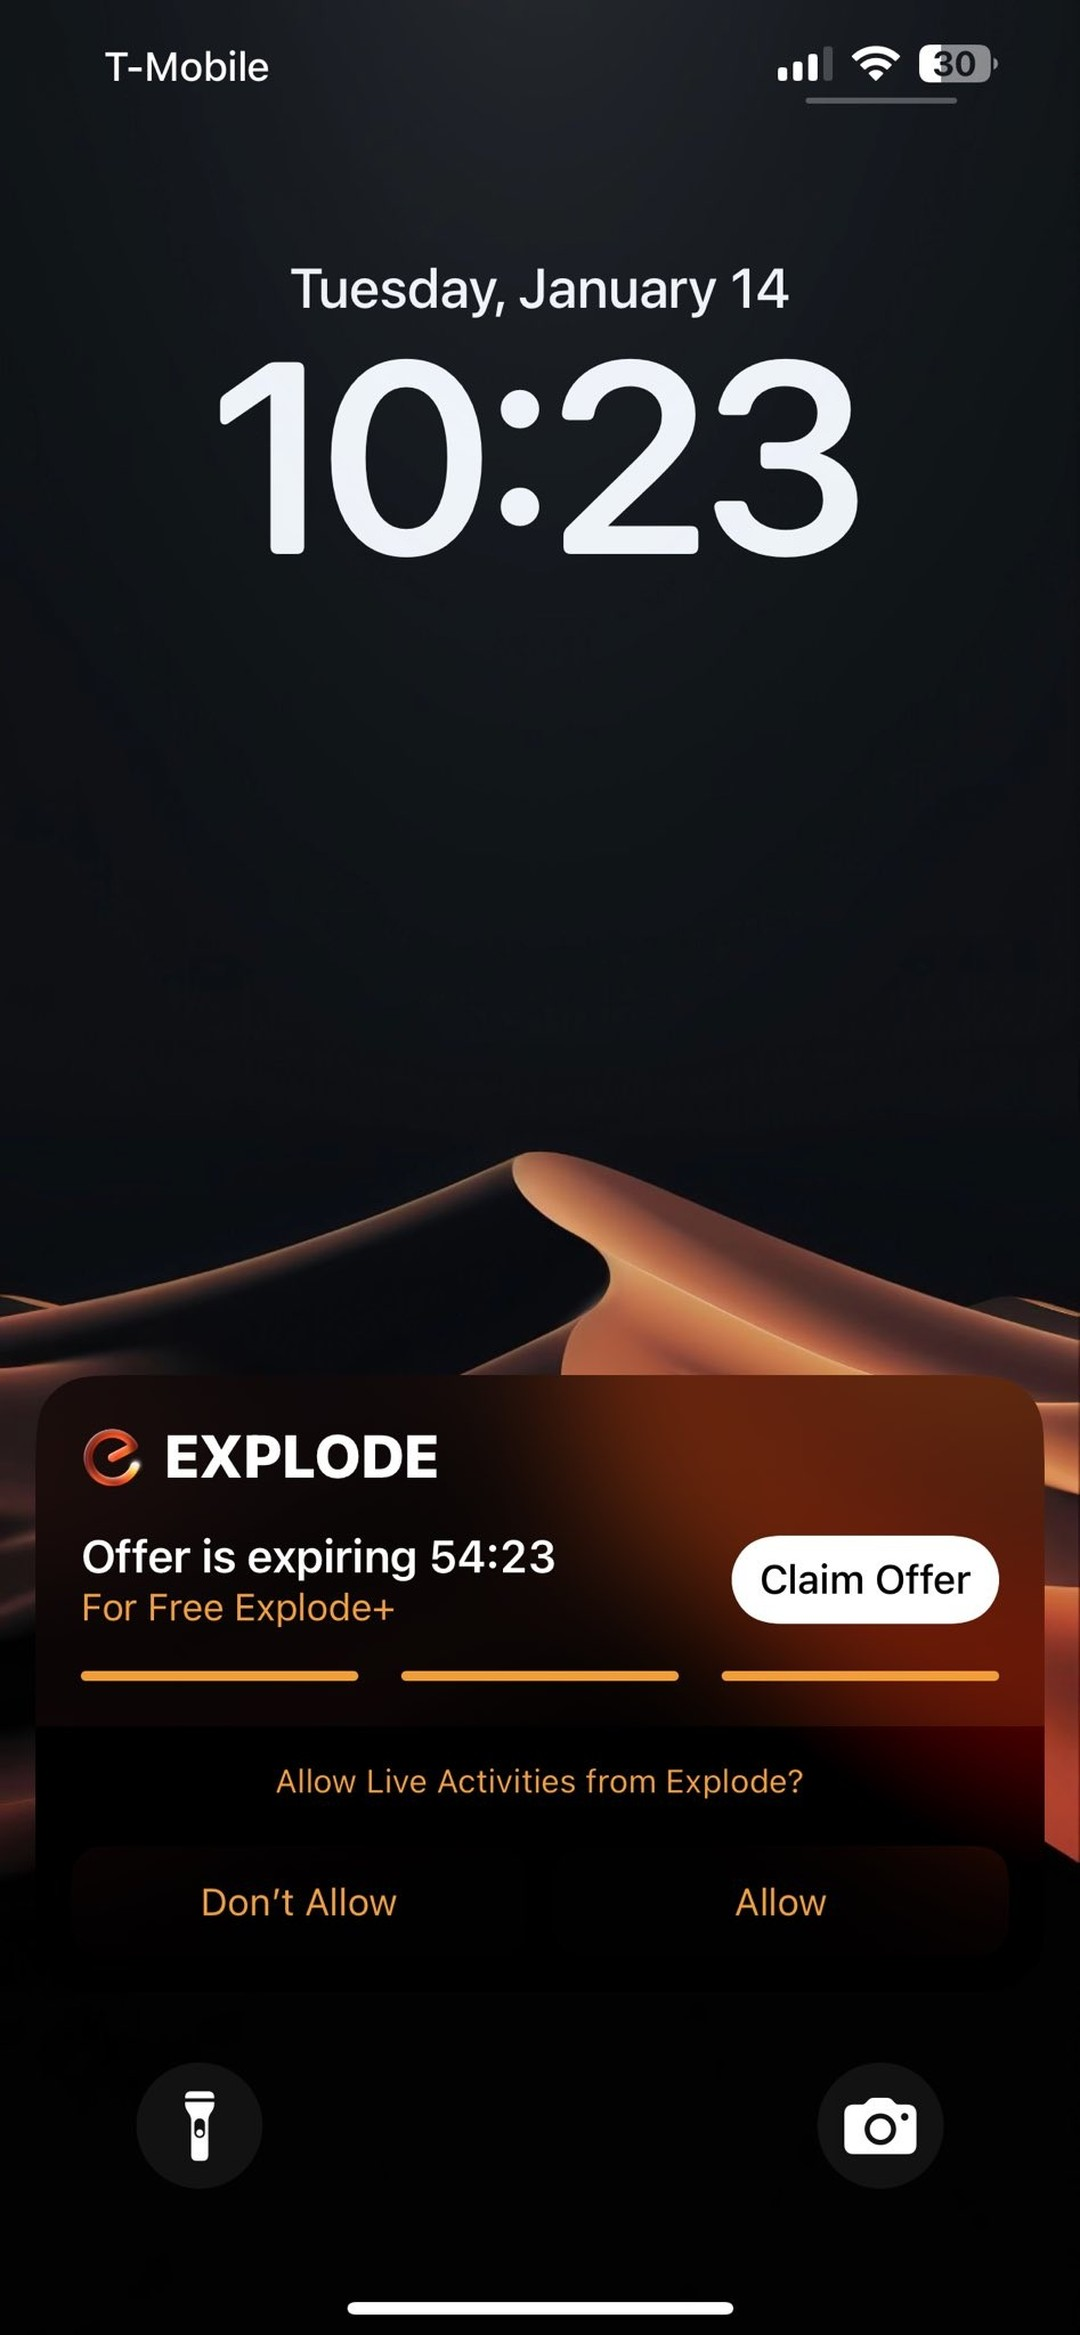 T-Mobile
30
Tuesday, January 14
10:23
EXPLODE
Offer is expiring 54:23
For Free Explode+
Claim Offer
Allow Live Activities from Explode?
Don’t Allow
Allow